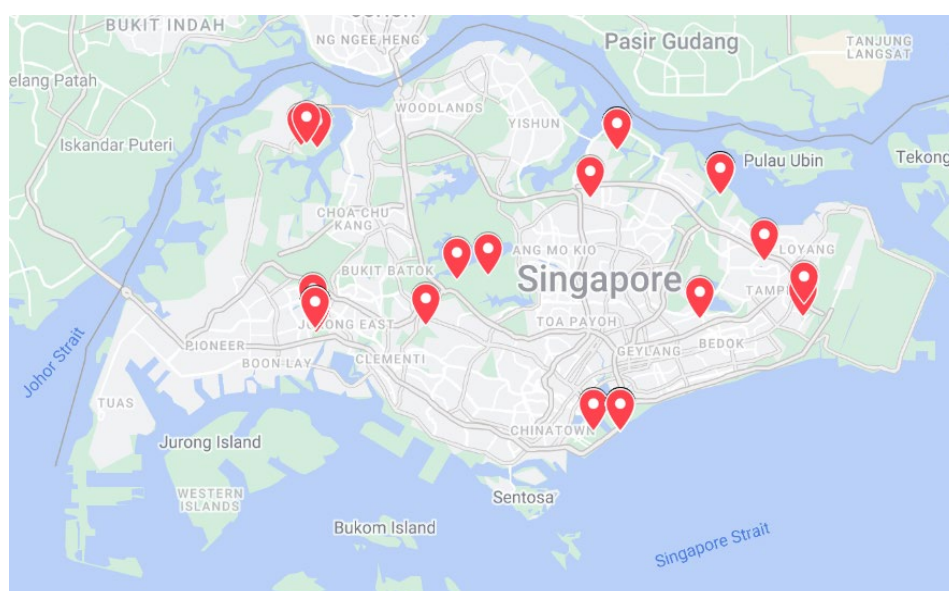 BUKIT INDAH
NG NGEE HENG
Pasir Gudang
TANJUNG
LANGSAT
elang Patah
WOODLANDS
YISHUN
Iskandar Puteri
Pulau Ubin
Tekong
CHOA CHU
KANG
ANG MO KIO
LOYANG
BUKIT BATOK
Singapore
TAMPI
JURONG EAST
TOA PAYOH
PIONEER
BOON LAY
CLEMENTI
GEYLANG
BEDOK
Johor Strait
TUAS
CHINATOWN
Jurong Island
WESTERN
ISLANDS
Sentosa
Bukom Island
Singapore Strait